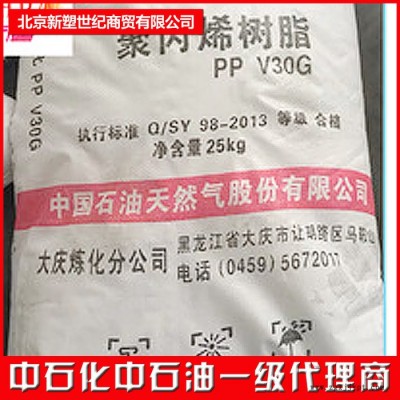 北京新塑世纪商贸有限公司
聚丙烯树脂
PP V30G
PP V30G
执行标准 Q/SY 98-2013 等级 合格
净含量25kg
中国石油天然气股份有限公司
大庆炼化分公司
黑龙江省大庆市让胡路区马鞍山
电话(0459) 5672017
中石化中石油一级代理商